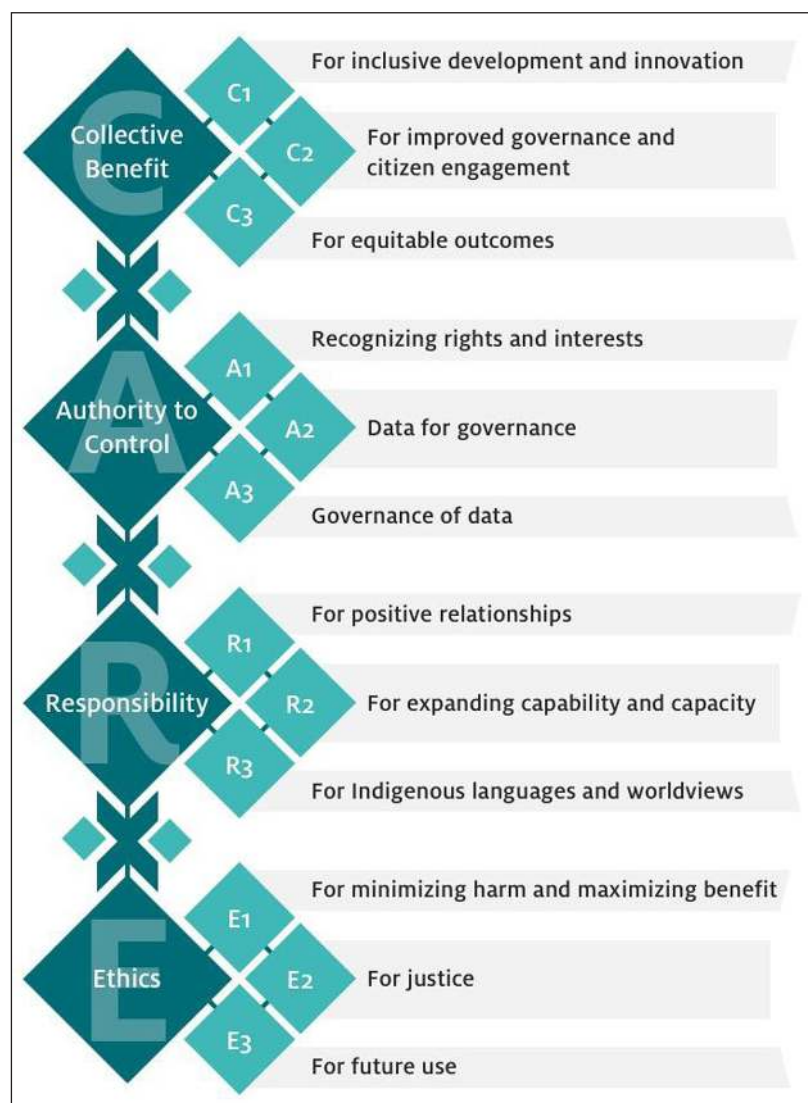 C
Collective
Benefit
C1
For inclusive development and innovation
C2
For improved governance and
citizen engagement
C3
For equitable outcomes
A
Authority to
Control
A1
Recognizing rights and interests
A2
Data for governance
A3
Governance of data
R
Responsibility
R1
For positive relationships
R2
For expanding capability and capacity
R3
For Indigenous languages and worldviews
E
Ethics
E1
For minimizing harm and maximizing benefit
E2
For justice
E3
For future use